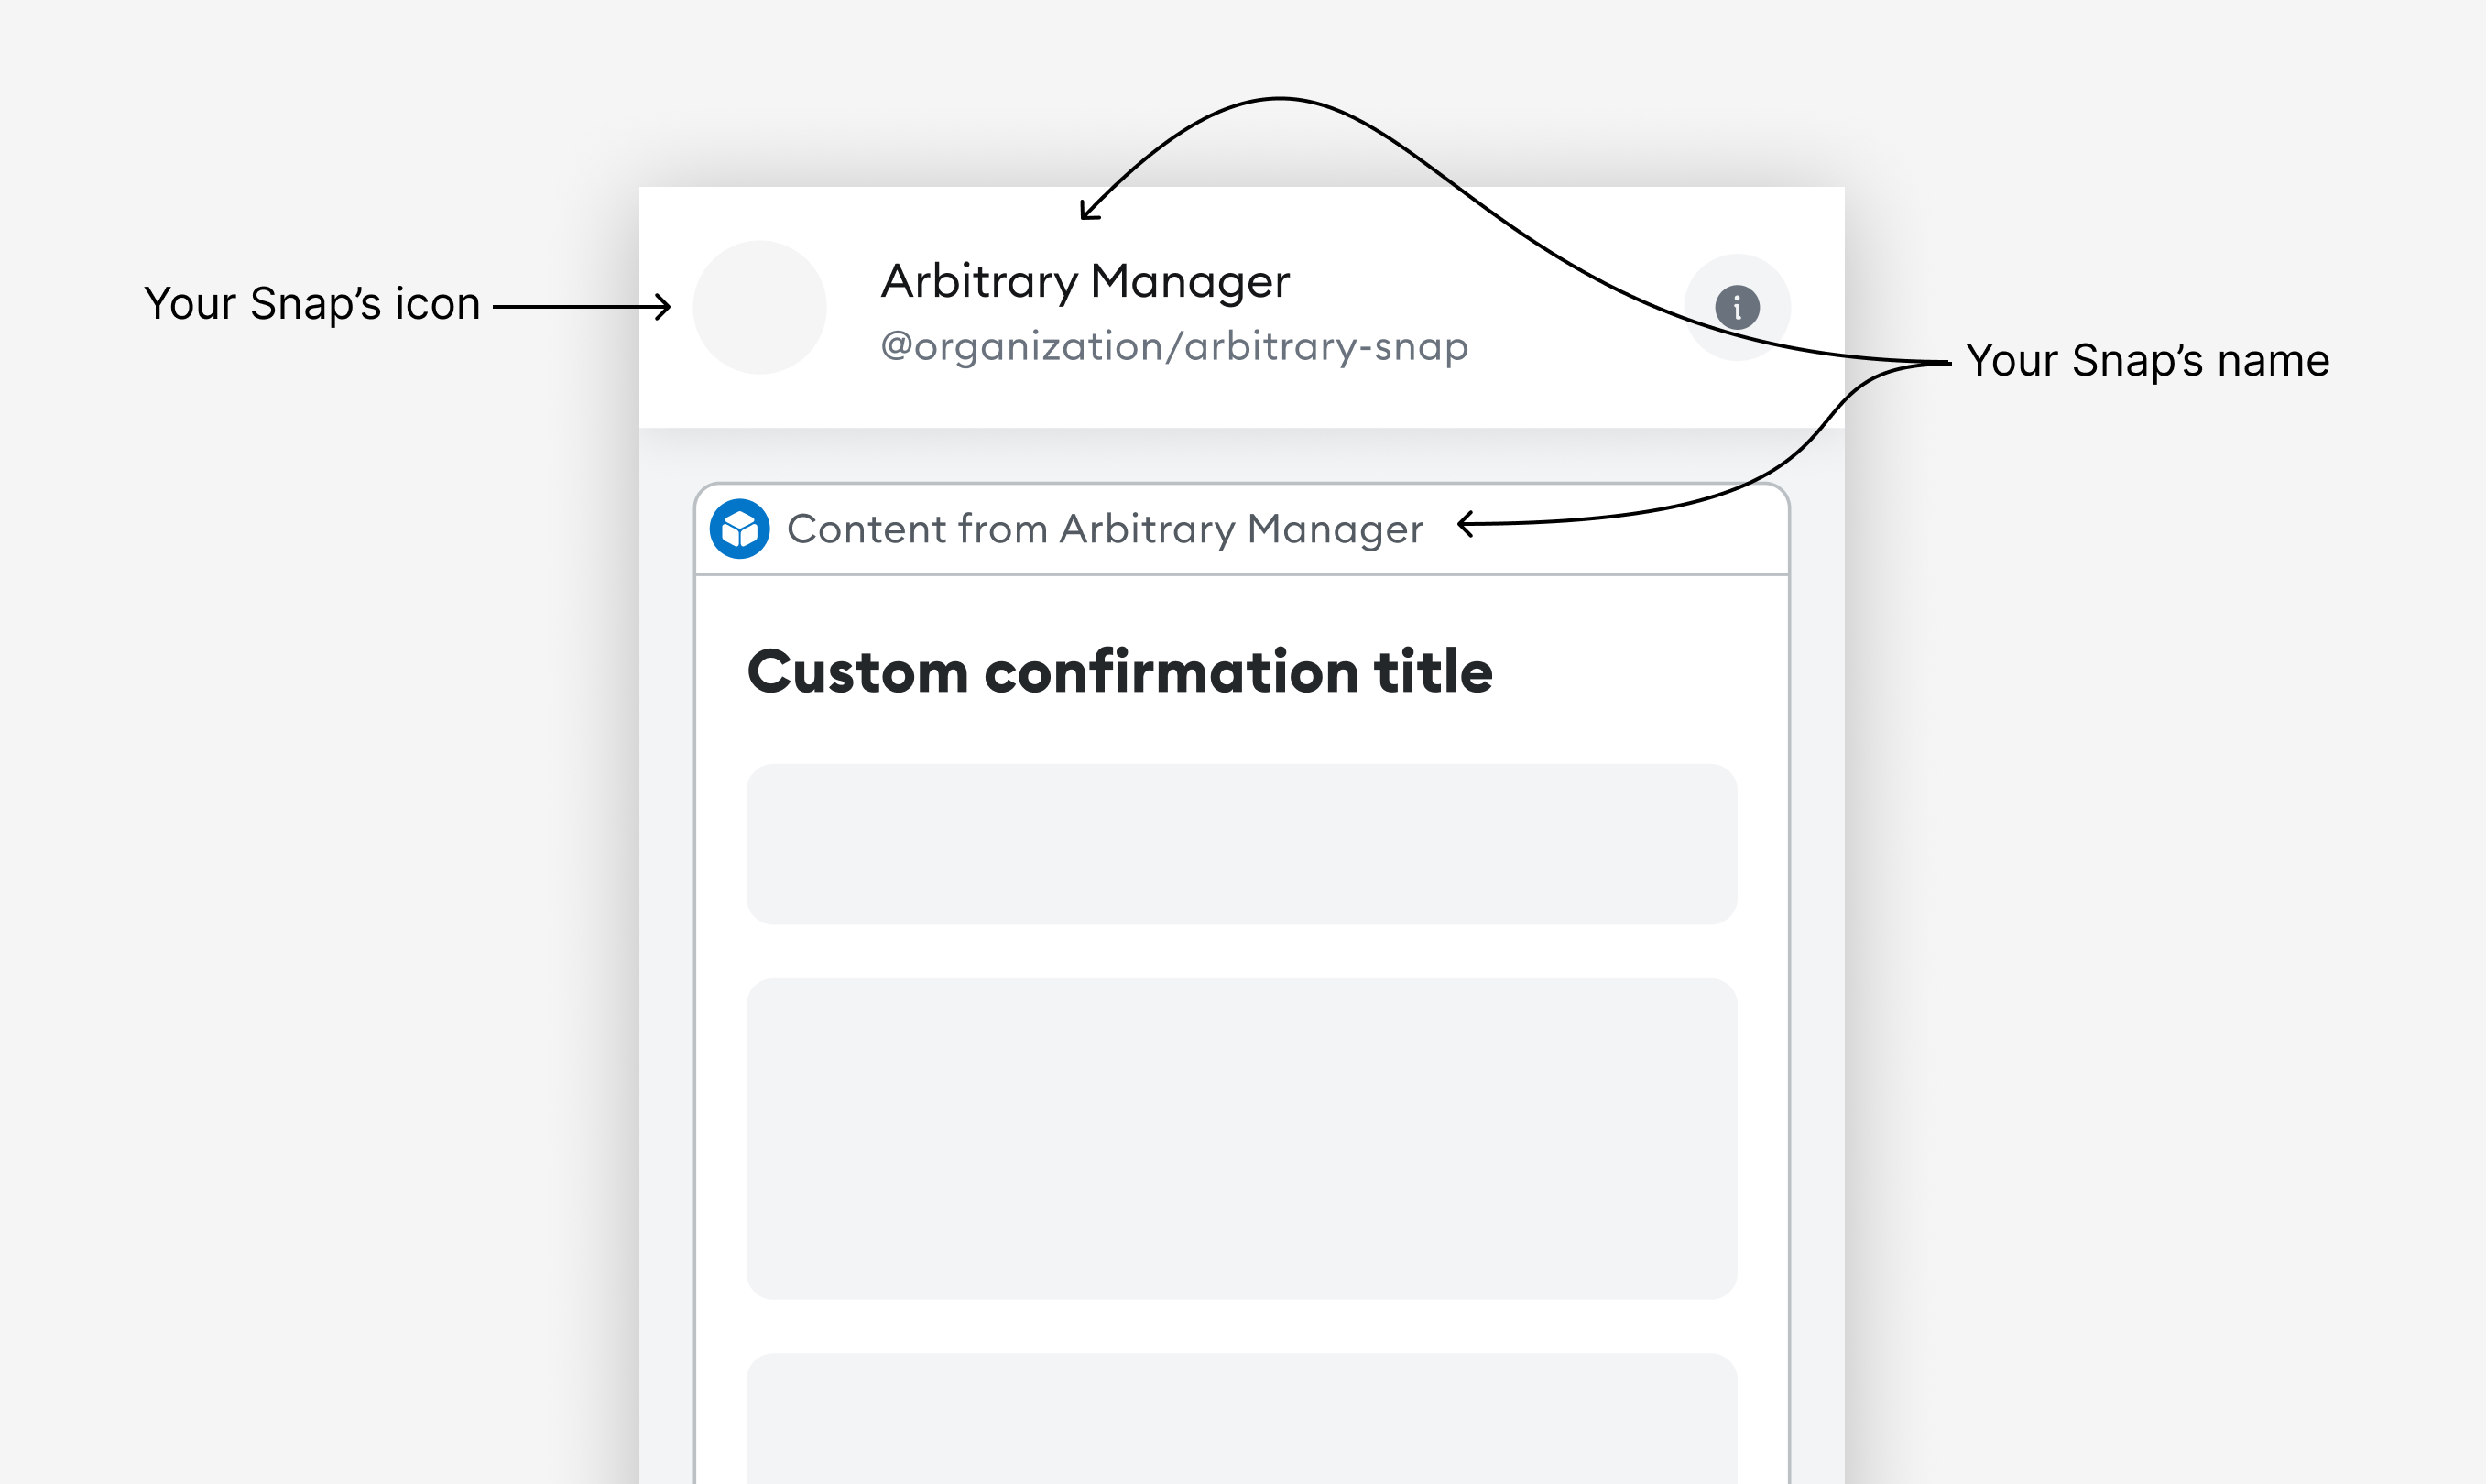 Your Snap’s icon
Arbitrary Manager
@organization/arbitrary-snap
Your Snap’s name
Content from Arbitrary Manager
Custom confirmation title